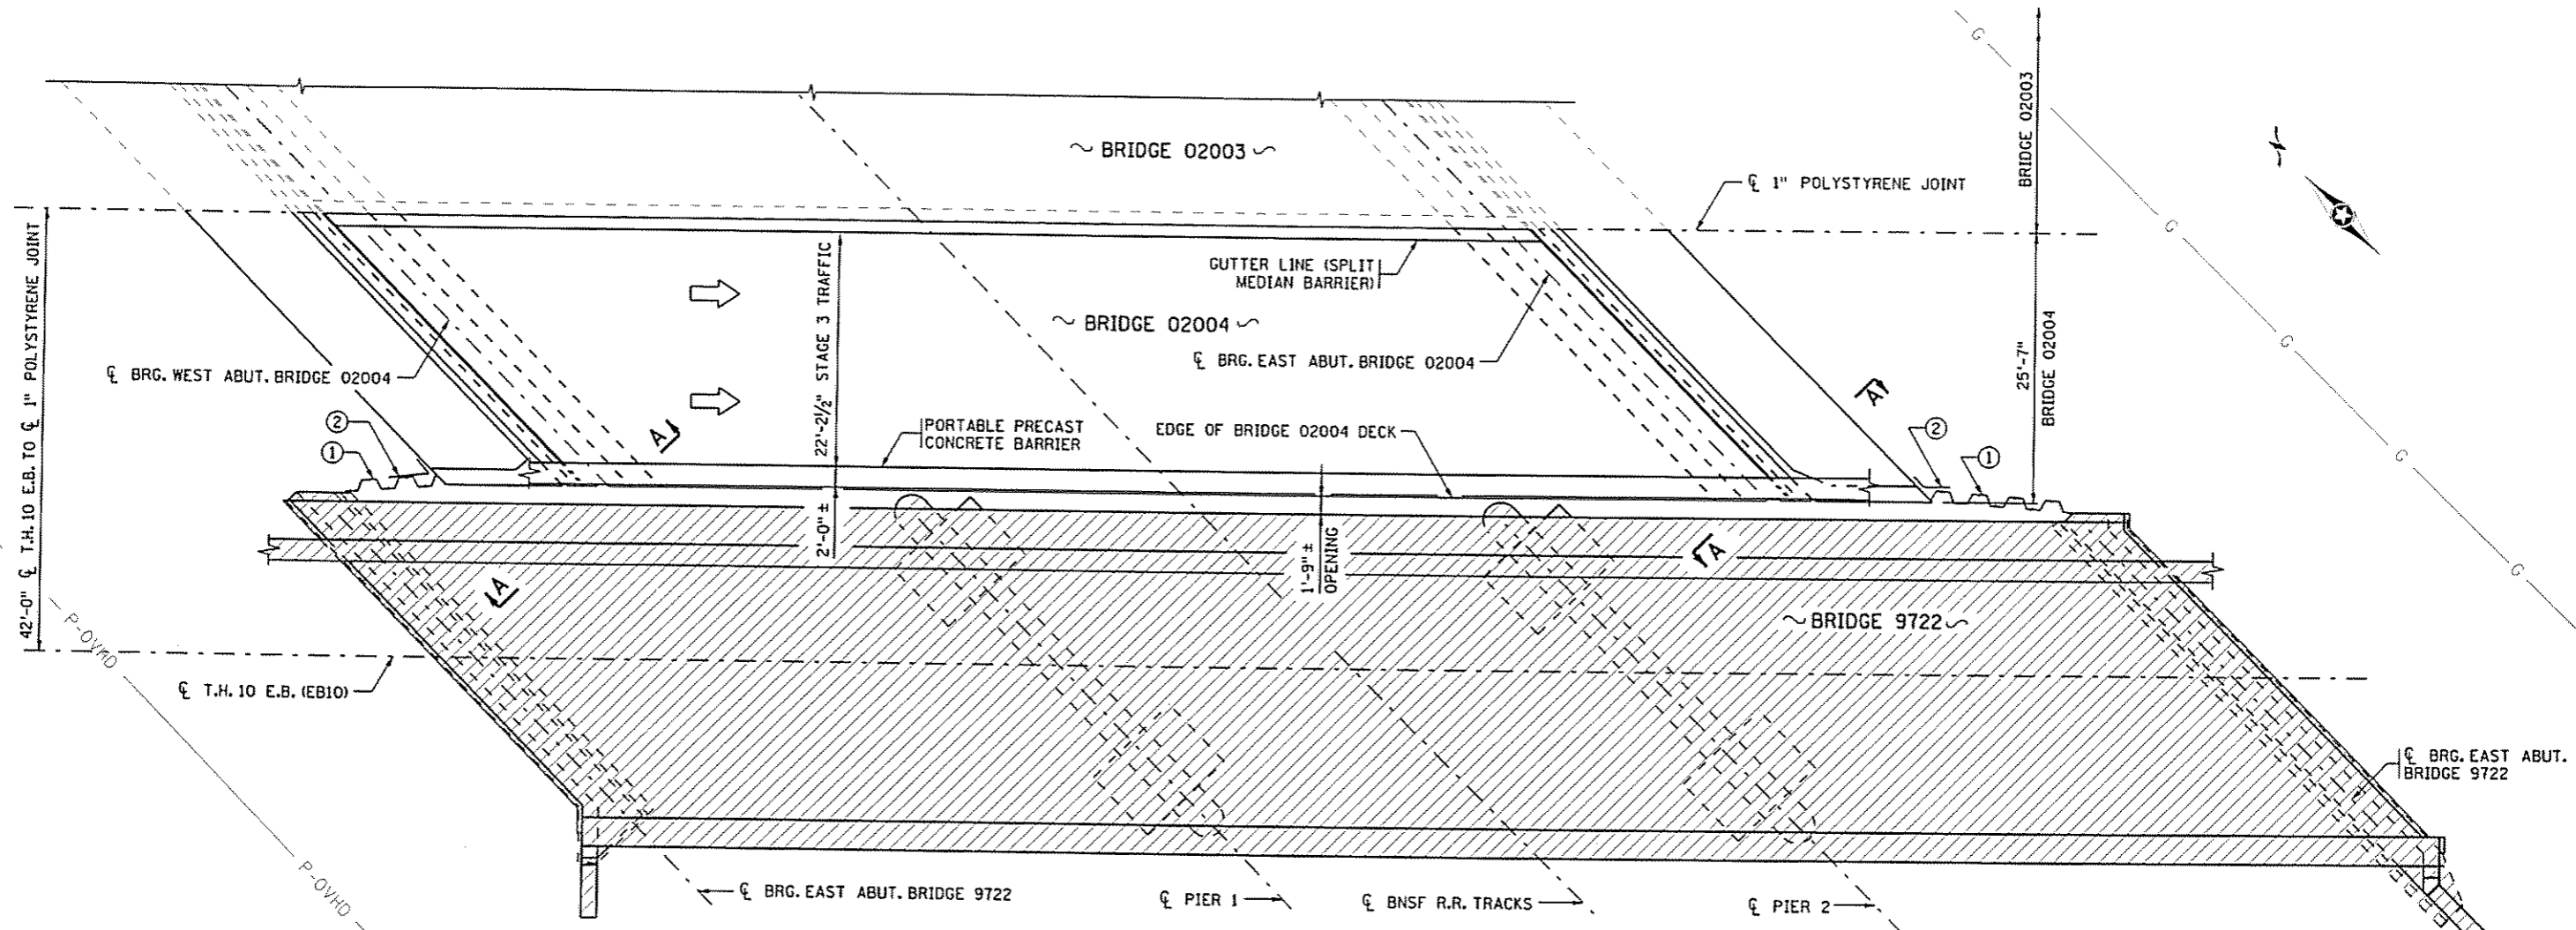 G
BRIDGE 02003
~ BRIDGE 02003 ~
℄ 1" POLYSTYRENE JOINT
G
42'-0" ℄ T.H. 10 E.B. TO ℄ 1" POLYSTYRENE JOINT
22'-2½" STAGE 3 TRAFFIC
GUTTER LINE (SPLIT
MEDIAN BARRIER)
~ BRIDGE 02004 ~
25'-7"
BRIDGE 02004
G
℄ BRG. WEST ABUT. BRIDGE 02004
℄ BRG. EAST ABUT. BRIDGE 02004
A
A
2
1
PORTABLE PRECAST
CONCRETE BARRIER
EDGE OF BRIDGE 02004 DECK
2
1
G
2'-0" ±
1'-9" ±
OPENING
A
A
G
~ BRIDGE 9722 ~
P-OVHD
℄ T.H. 10 E.B. (EB10)
℄ BRG. EAST ABUT.
BRIDGE 9722
P-OVHD
℄ BRG. EAST ABUT. BRIDGE 9722
℄ PIER 1
℄ BNSF R.R. TRACKS
℄ PIER 2